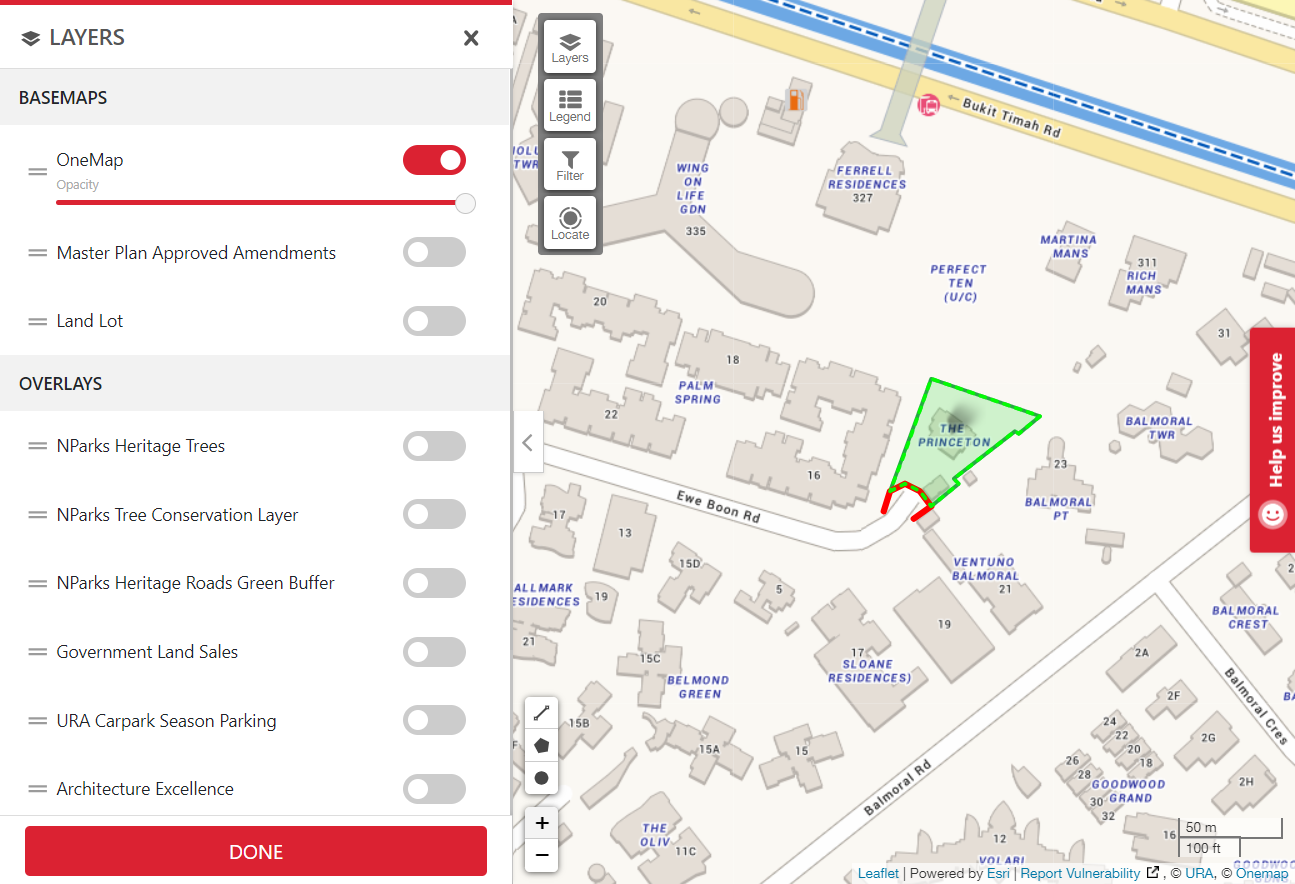 LAYERS
BASEMAPS
OneMap
Opacity
Master Plan Approved Amendments
Land Lot
OVERLAYS
NParks Heritage Trees
NParks Tree Conservation Layer
NParks Heritage Roads Green Buffer
Government Land Sales
URA Carpark Season Parking
Architecture Excellence
DONE
Layers
Legend
Filter
Locate
Bukit Timah Rd
TWR
WING
ON
LIFE
GDN
335
FERRELL
RESIDENCES
327
MARTINA
MANS
311
RICH
MANS
PERFECT
TEN
(U/C)
31
20
18
PALM
SPRING
22
16
THE
PRINCETON
BALMORAL
TWR
23
BALMORAL
PT
Help us improve
Ewe Boon Rd
17
13
15D
5
VENTUNO
BALMORAL
21
ALLMARK
ESIDENCES
19
21
19
BALMORAL
CREST
15C
17
SLOANE
RESIDENCES)
BELMOND
GREEN
2A
2F
Balmoral Cres
15B
15A
15
24
22
20
18
2G
26
28
30
32
GOODWOOD
GRAND
2H
Balmoral Rd
THE
OLIV
11C
12
VOLARI
16
+
−
50 m
100 ft
Leaflet | Powered by Esri | Report Vulnerability , © URA, © Onemap